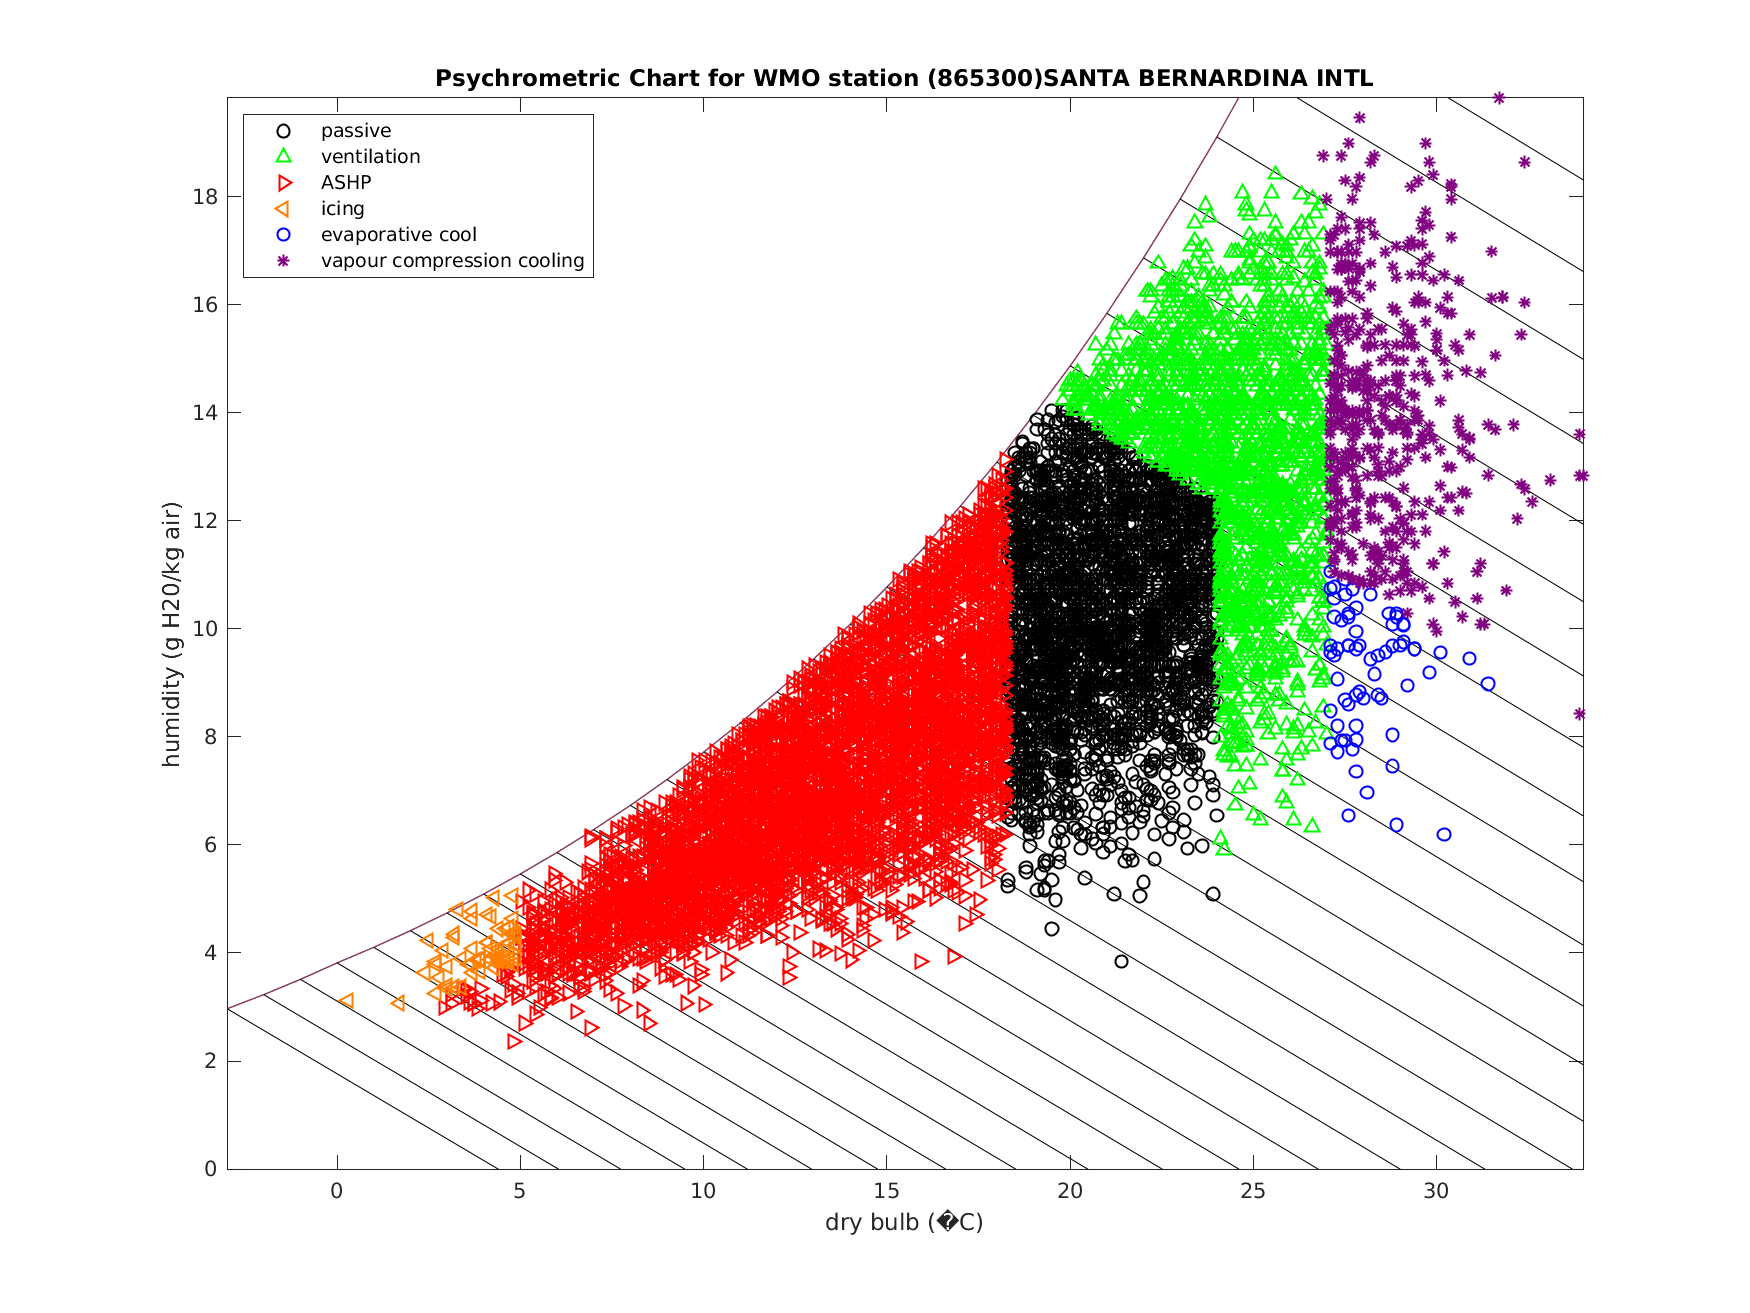 Psychrometric Chart for WMO station (865300)SANTA BERNARDINA INTL
passive
ventilation
ASHP
icing
evaporative cool
vapour compression cooling
humidity (g H20/kg air)
18
16
14
12
10
8
6
4
2
0
0 5 10 15 20 25 30
dry bulb (�C)